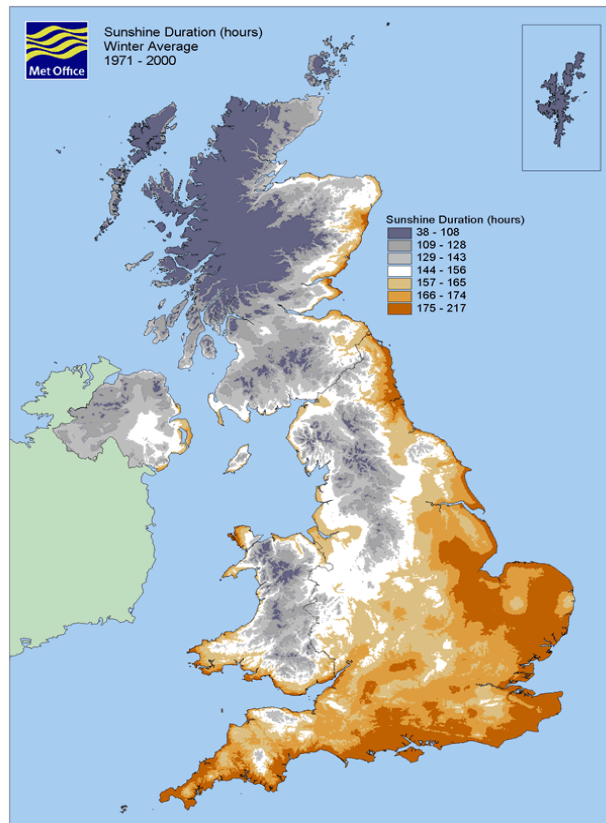 Met Office
Sunshine Duration (hours)
Winter Average
1971 - 2000
Sunshine Duration (hours)
38 - 108
109 - 128
129 - 143
144 - 156
157 - 165
166 - 174
175 - 217